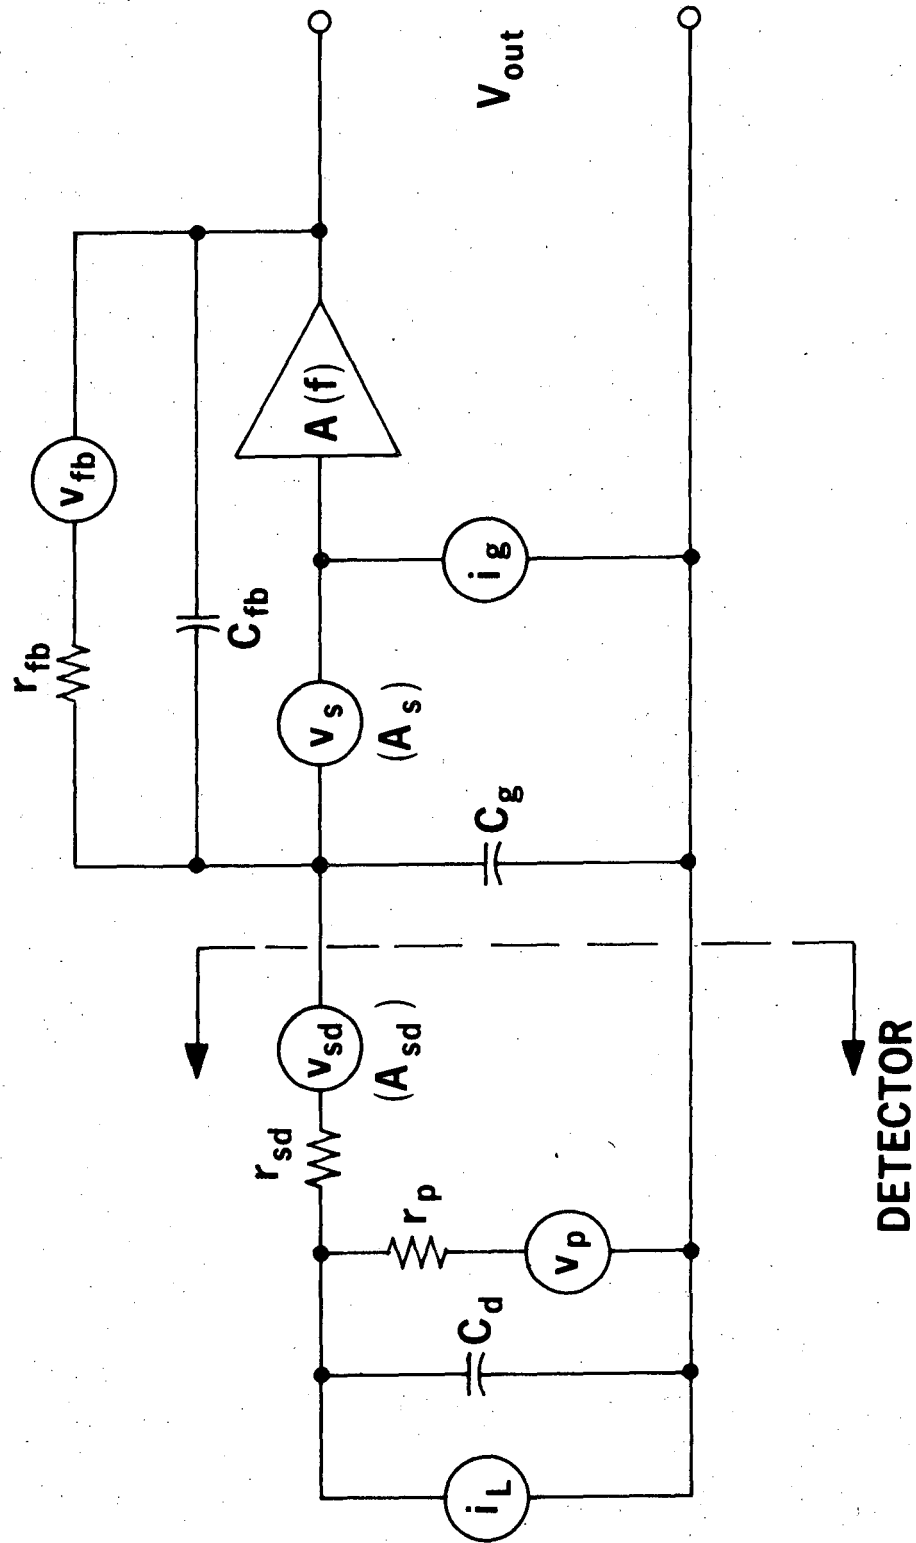 r_fb
v_fb
C_fb
A(f)
V_out
r_sd
v_sd
(A_sd)
v_s
(A_s)
C_g
i_g
r_p
v_p
C_d
i_L
DETECTOR